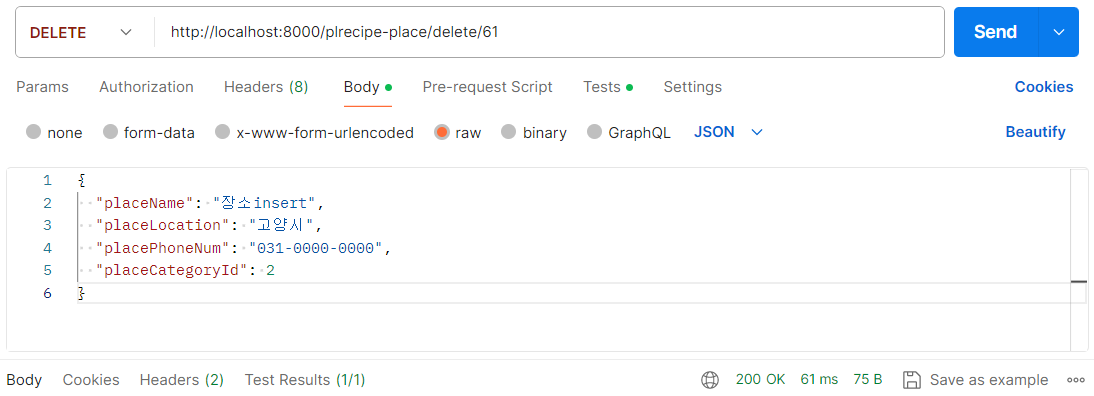 DELETE http://localhost:8000/plrecipe-place/delete/61 Send
Params Authorization Headers (8) Body Pre-request Script Tests Settings Cookies
none form-data x-www-form-urlencoded raw binary GraphQL JSON Beautify
1 {
2 "placeName": "장소insert",
3 "placeLocation": "고양시",
4 "placePhoneNum": "031-0000-0000",
5 "placeCategoryId": 2
6 }
Body Cookies Headers (2) Test Results (1/1) 200 OK 61 ms 75 B Save as example